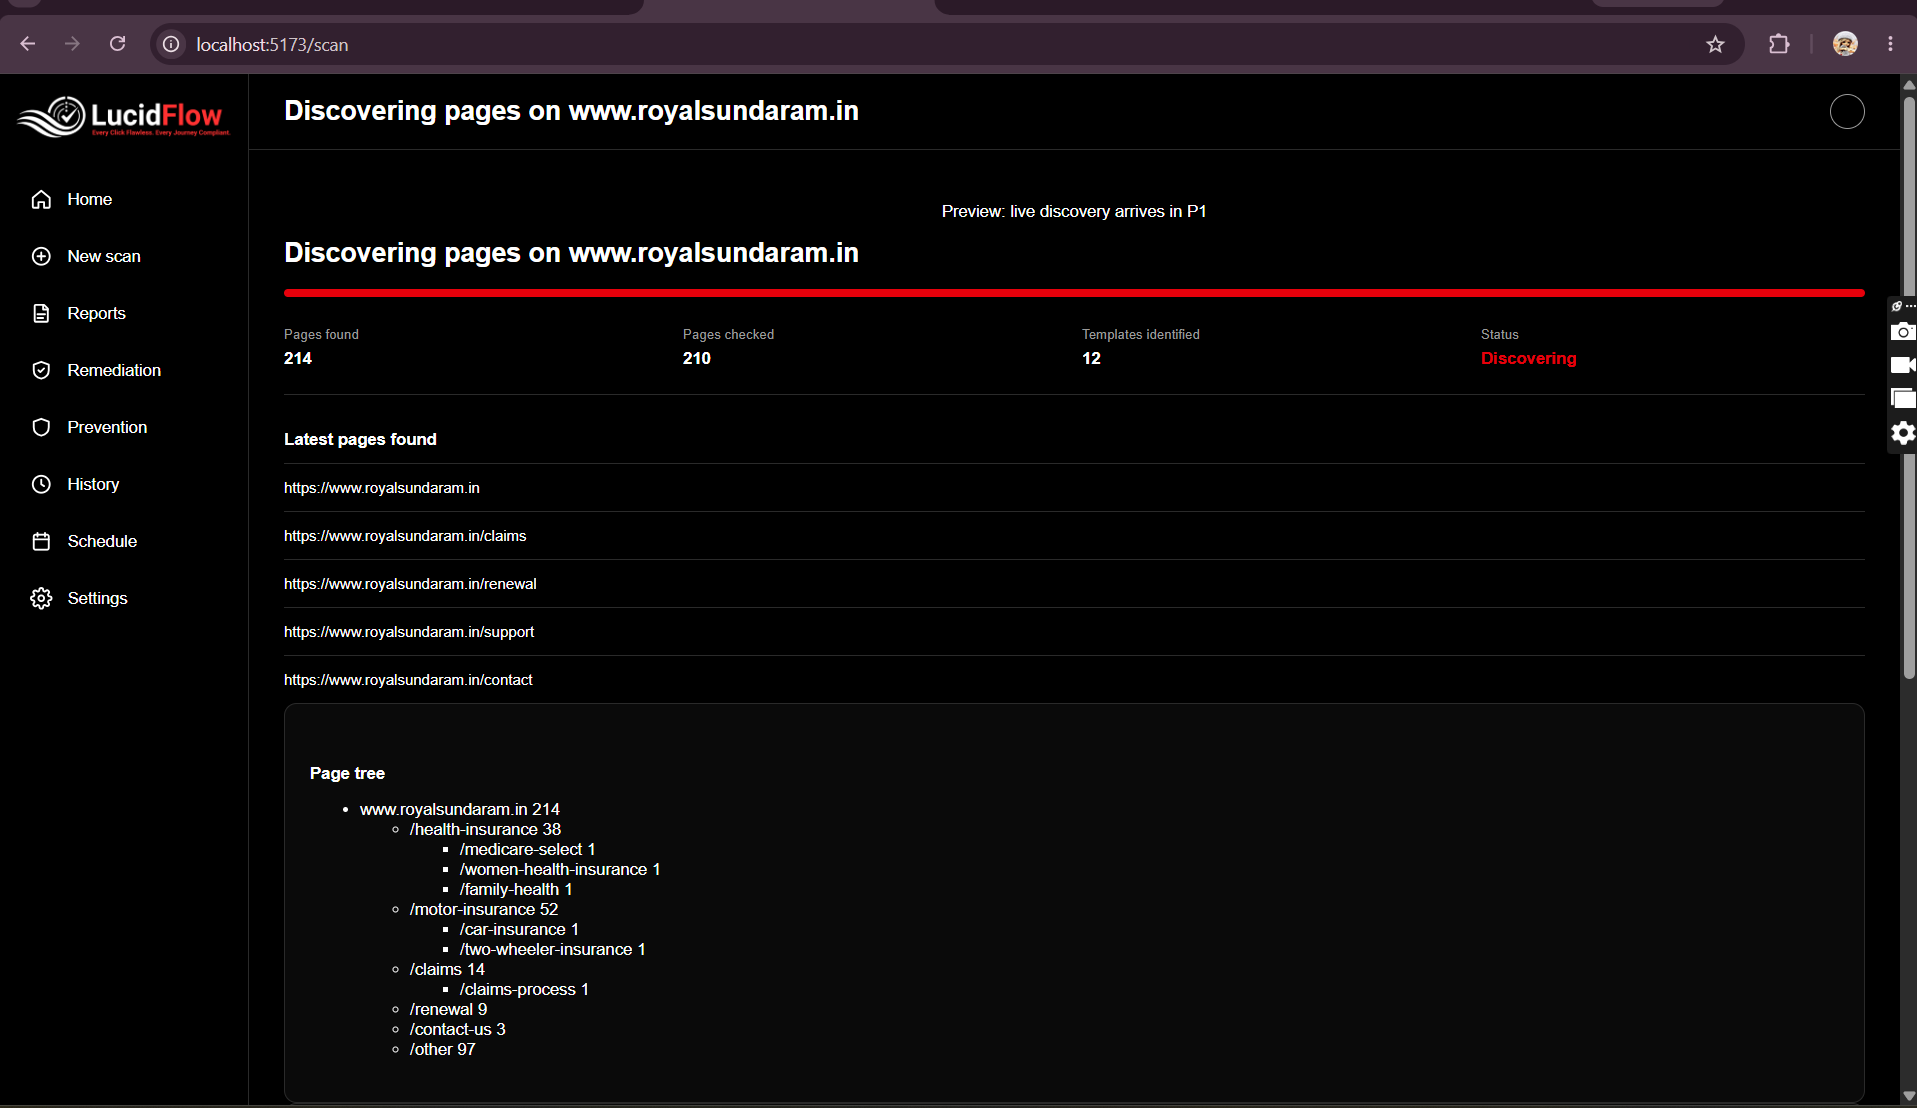 localhost:5173/scan
LucidFlow
Every Click Flawless. Every Journey Compliant.
Discovering pages on www.royalsundaram.in
Home
New scan
Reports
Remediation
Prevention
History
Schedule
Settings
Preview: live discovery arrives in P1
Discovering pages on www.royalsundaram.in
Pages found
214
Pages checked
210
Templates identified
12
Status
Discovering
Latest pages found
https://www.royalsundaram.in
https://www.royalsundaram.in/claims
https://www.royalsundaram.in/renewal
https://www.royalsundaram.in/support
https://www.royalsundaram.in/contact
Page tree
www.royalsundaram.in 214
/health-insurance 38
/medicare-select 1
/women-health-insurance 1
/family-health 1
/motor-insurance 52
/car-insurance 1
/two-wheeler-insurance 1
/claims 14
/claims-process 1
/renewal 9
/contact-us 3
/other 97